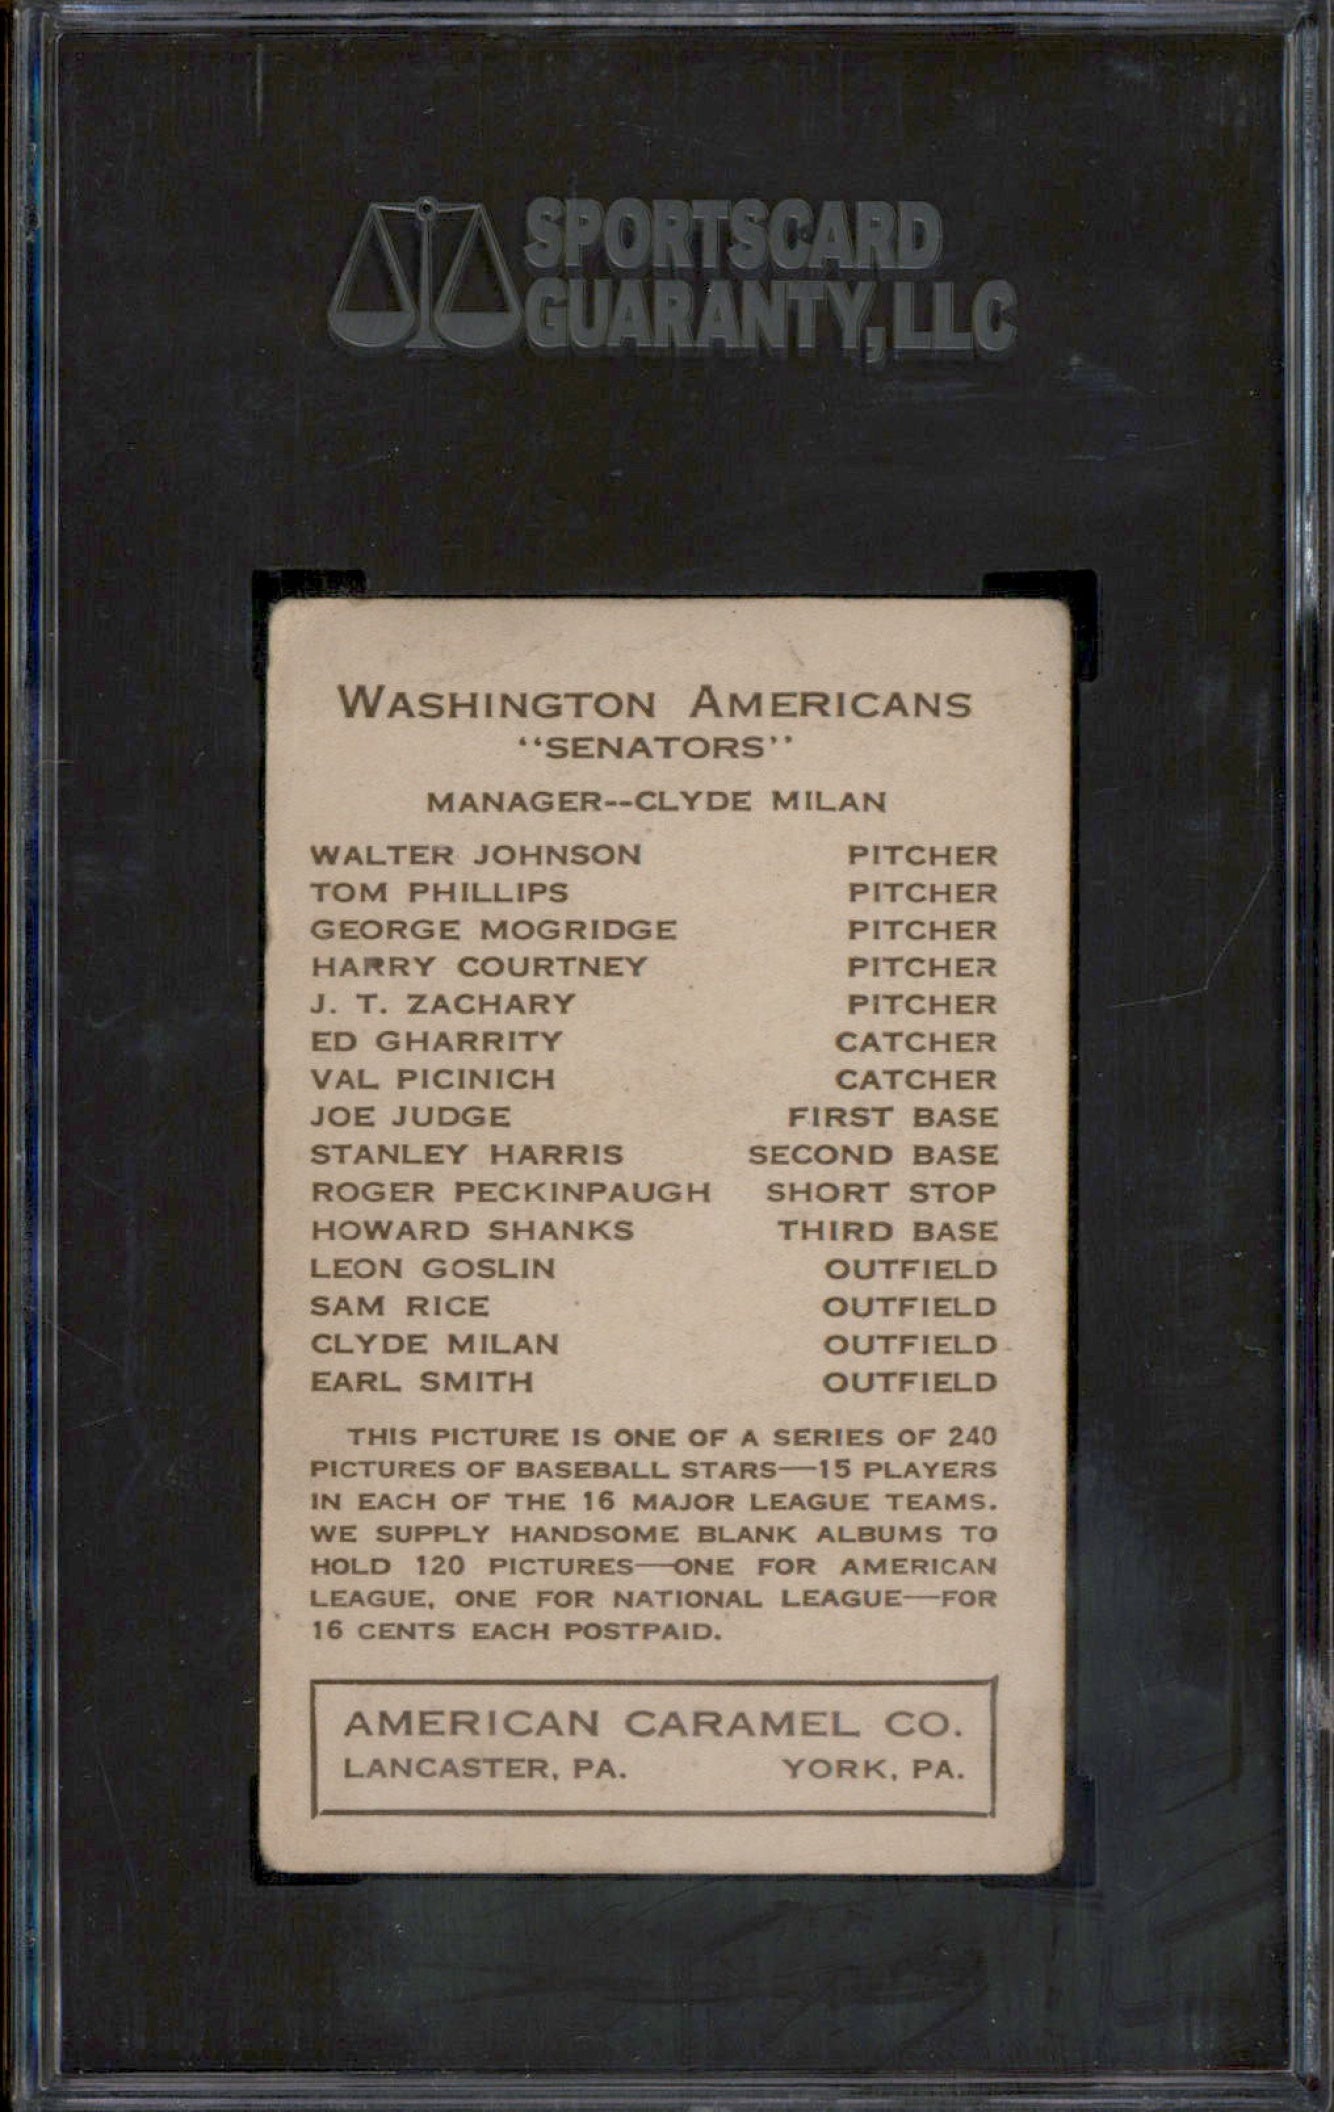 SPORTSCARD
GUARANTY, LLC
WASHINGTON AMERICANS
"SENATORS"
MANAGER--CLYDE MILAN
WALTER JOHNSON PITCHER
TOM PHILLIPS PITCHER
GEORGE MOGRIDGE PITCHER
HARRY COURTNEY PITCHER
J. T. ZACHARY PITCHER
ED GHARRITY CATCHER
VAL PICINICH CATCHER
JOE JUDGE FIRST BASE
STANLEY HARRIS SECOND BASE
ROGER PECKINPAUGH SHORT STOP
HOWARD SHANKS THIRD BASE
LEON GOSLIN OUTFIELD
SAM RICE OUTFIELD
CLYDE MILAN OUTFIELD
EARL SMITH OUTFIELD
THIS PICTURE IS ONE OF A SERIES OF 240
PICTURES OF BASEBALL STARS—15 PLAYERS
IN EACH OF THE 16 MAJOR LEAGUE TEAMS.
WE SUPPLY HANDSOME BLANK ALBUMS TO
HOLD 120 PICTURES—ONE FOR AMERICAN
LEAGUE, ONE FOR NATIONAL LEAGUE—FOR
16 CENTS EACH POSTPAID.
AMERICAN CARAMEL CO.
LANCASTER, PA. YORK, PA.